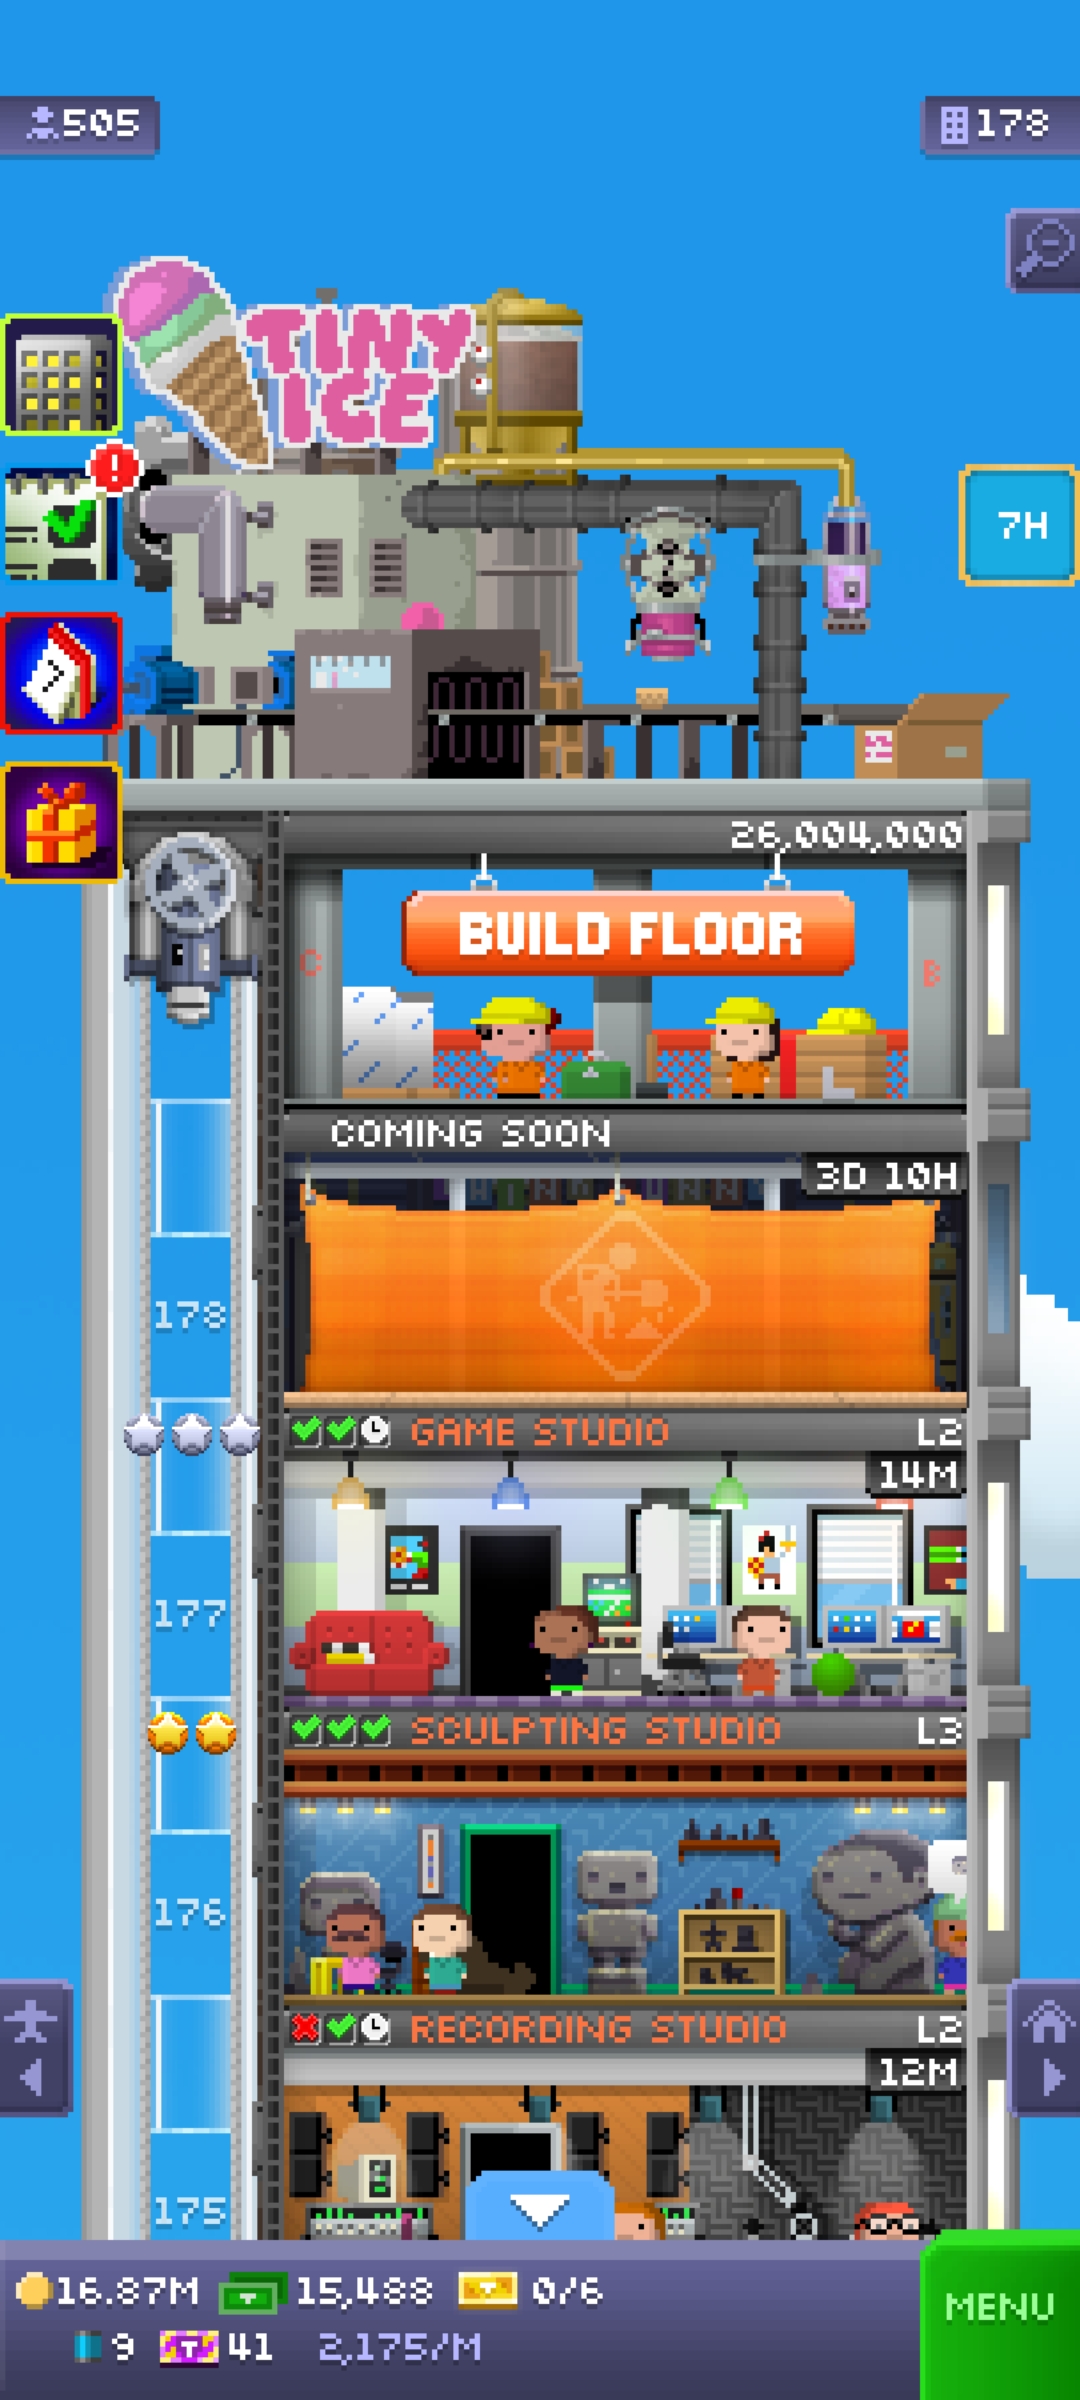 505
178
TINY
ICE
7H
26,004,000
BUILD FLOOR
C
B
COMING SOON
3D 10H
178
GAME STUDIO
L2
14M
177
SCULPTING STUDIO
L3
176
RECORDING STUDIO
L2
12M
175
16.87M
15,488
0/6
MENU
9
41
2,175/M